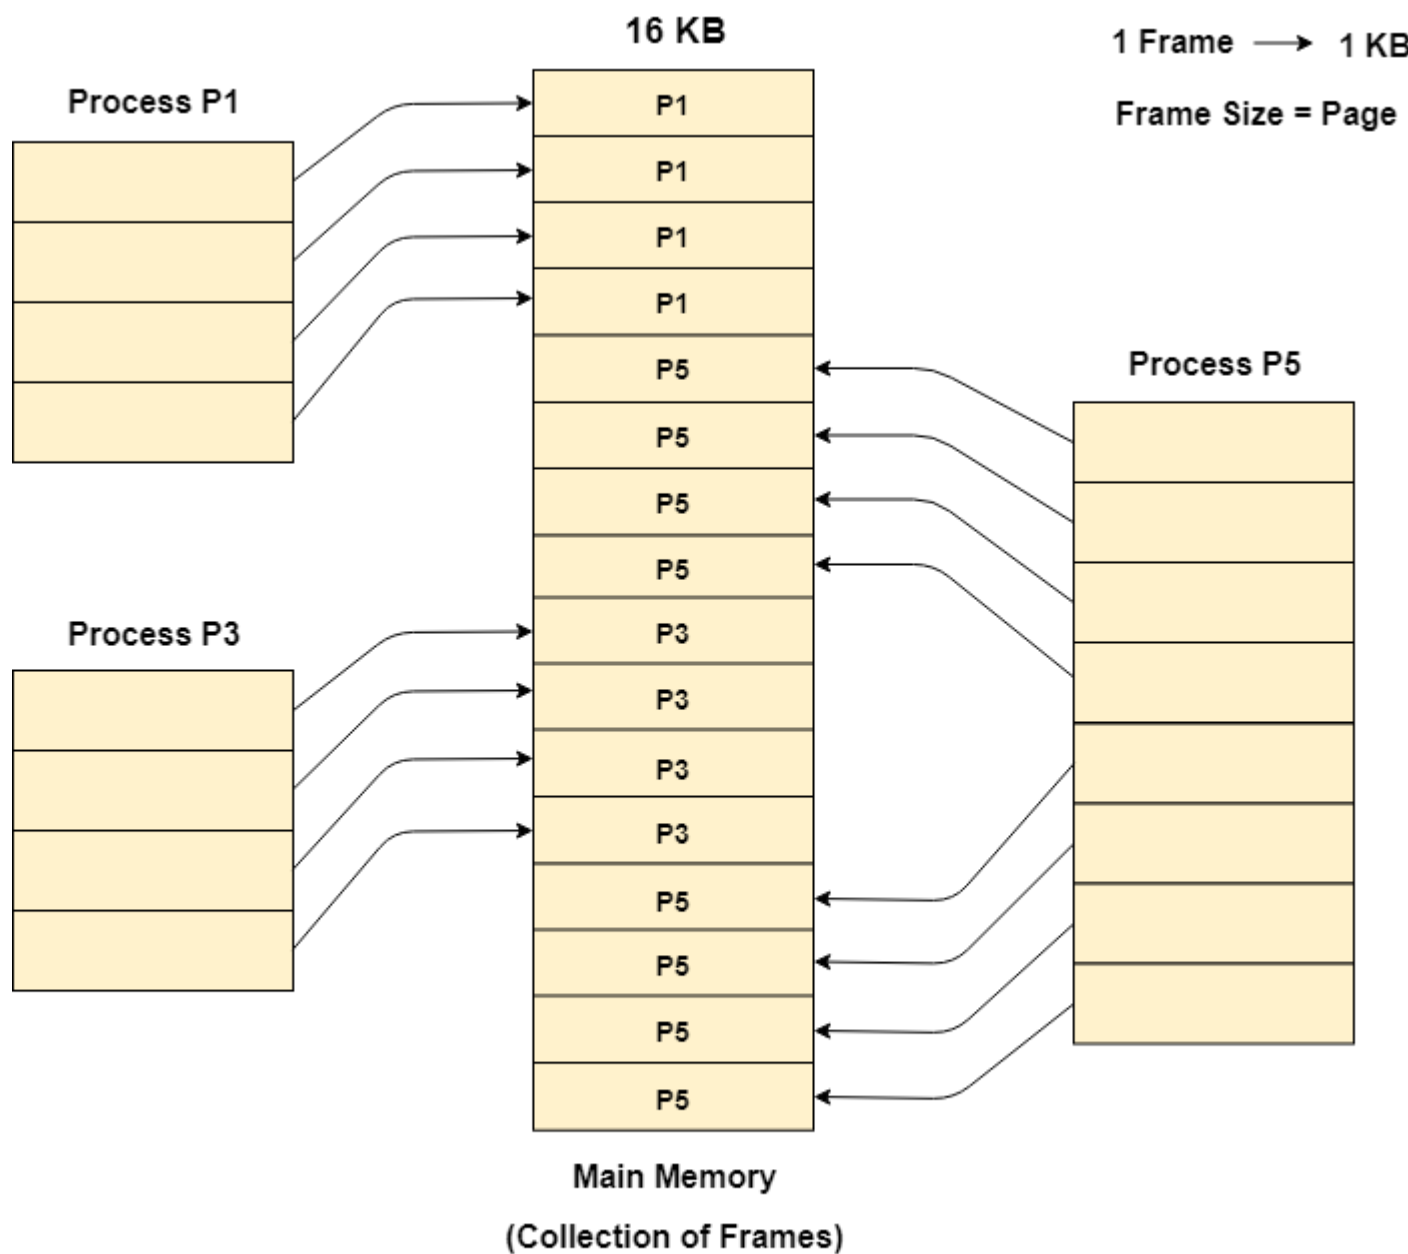 16 KB
1 Frame 1 KB
Frame Size = Page
Process P1
P1
P1
P1
P1
P5
P5
P5
P5
P3
P3
P3
P3
P5
P5
P5
P5
Process P5
Process P3
Main Memory
(Collection of Frames)